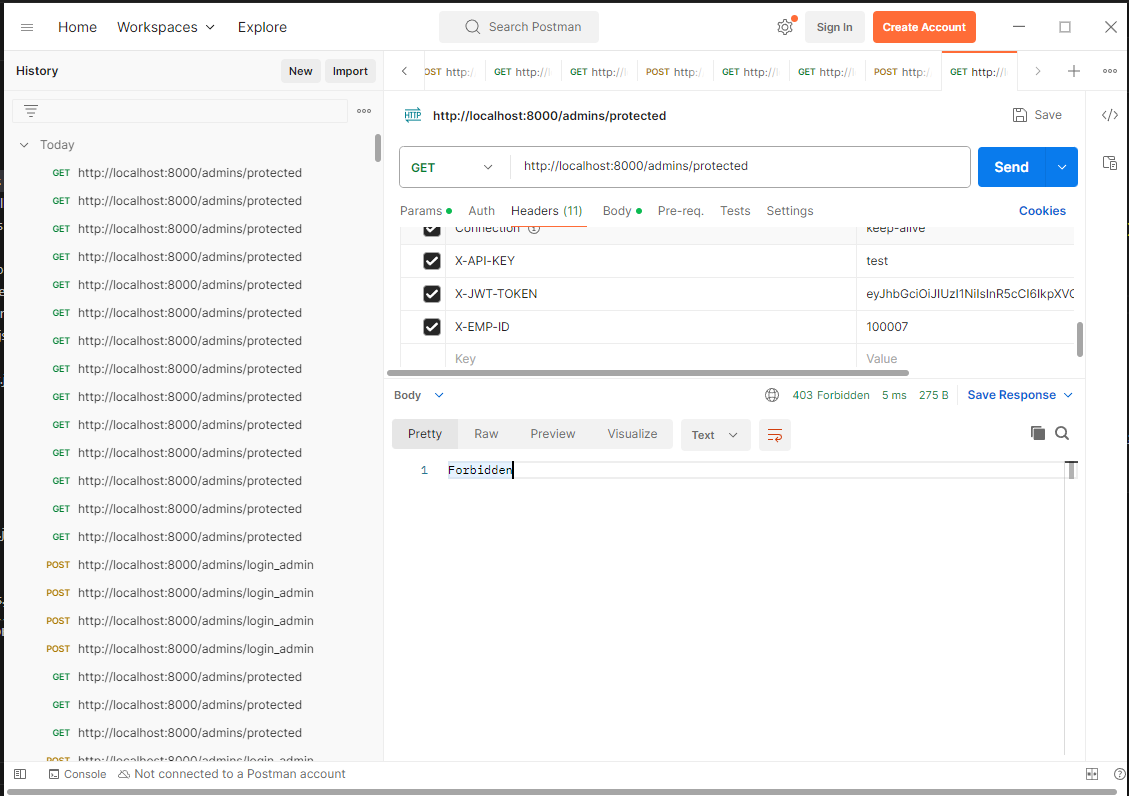 Home Workspaces Explore Search Postman Sign In Create Account
History New Import
OST http:/ GET http://l GET http://l POST http:/ GET http://l GET http://l POST http:/ GET http://l
HTTP http://localhost:8000/admins/protected Save
Today
GET http://localhost:8000/admins/protected
GET http://localhost:8000/admins/protected
GET http://localhost:8000/admins/protected
GET http://localhost:8000/admins/protected
GET http://localhost:8000/admins/protected
GET http://localhost:8000/admins/protected
GET http://localhost:8000/admins/protected
GET http://localhost:8000/admins/protected
GET http://localhost:8000/admins/protected
GET http://localhost:8000/admins/protected
GET http://localhost:8000/admins/protected
GET http://localhost:8000/admins/protected
GET http://localhost:8000/admins/protected
GET http://localhost:8000/admins/protected
POST http://localhost:8000/admins/login_admin
POST http://localhost:8000/admins/login_admin
POST http://localhost:8000/admins/login_admin
POST http://localhost:8000/admins/login_admin
GET http://localhost:8000/admins/protected
GET http://localhost:8000/admins/protected
GET http://localhost:8000/admins/protected
POST http://localhost:8000/admins/login_admin
GET http://localhost:8000/admins/protected Send
Params Auth Headers (11) Body Pre-req. Tests Settings Cookies
Connection keep-alive
X-API-KEY test
X-JWT-TOKEN eyJhbGciOiJIUzI1NiIsInR5cCI6IkpXVC
X-EMP-ID 100007
Key Value
Body 403 Forbidden 5 ms 275 B Save Response
Pretty Raw Preview Visualize Text
1 Forbidden
Console Not connected to a Postman account